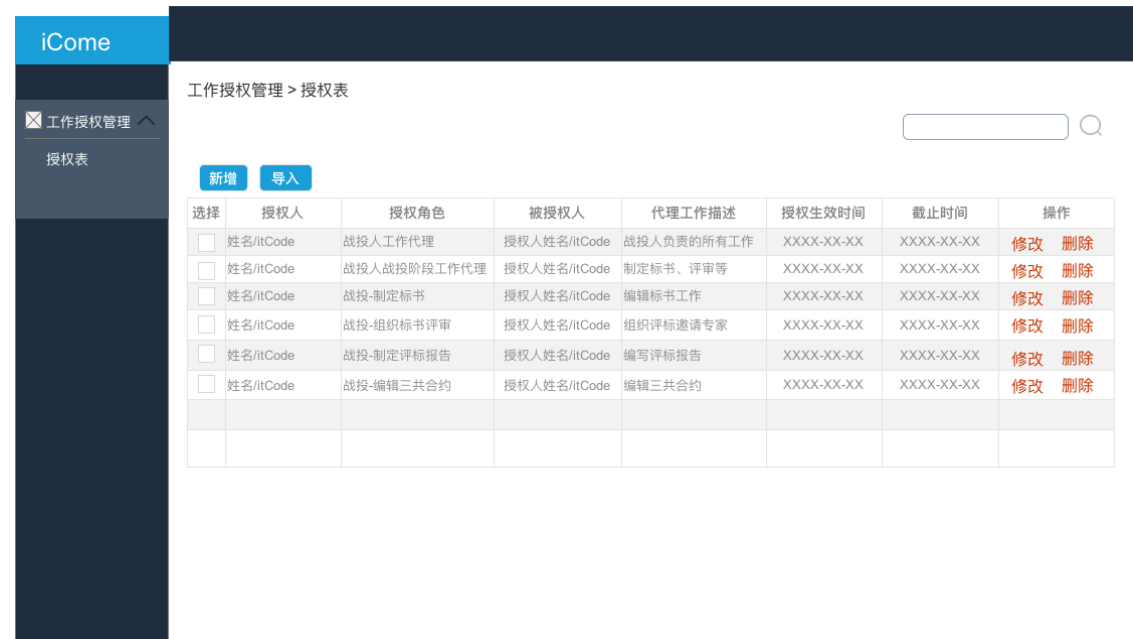 iCome
工作授权管理 > 授权表
工作授权管理
授权表
新增 导入
选择 授权人 授权角色 被授权人 代理工作描述 授权生效时间 截止时间 操作
姓名/itCode 战投人工作代理 授权人姓名/itCode 战投人负责的所有工作 XXXX-XX-XX XXXX-XX-XX 修改 删除
姓名/itCode 战投人战投阶段工作代理 授权人姓名/itCode 制定标书、评审等 XXXX-XX-XX XXXX-XX-XX 修改 删除
姓名/itCode 战投-制定标书 授权人姓名/itCode 编辑标书工作 XXXX-XX-XX XXXX-XX-XX 修改 删除
姓名/itCode 战投-组织标书评审 授权人姓名/itCode 组织评标邀请专家 XXXX-XX-XX XXXX-XX-XX 修改 删除
姓名/itCode 战投-制定评标报告 授权人姓名/itCode 编写评标报告 XXXX-XX-XX XXXX-XX-XX 修改 删除
姓名/itCode 战投-编辑三共合约 授权人姓名/itCode 编辑三共合约 XXXX-XX-XX XXXX-XX-XX 修改 删除